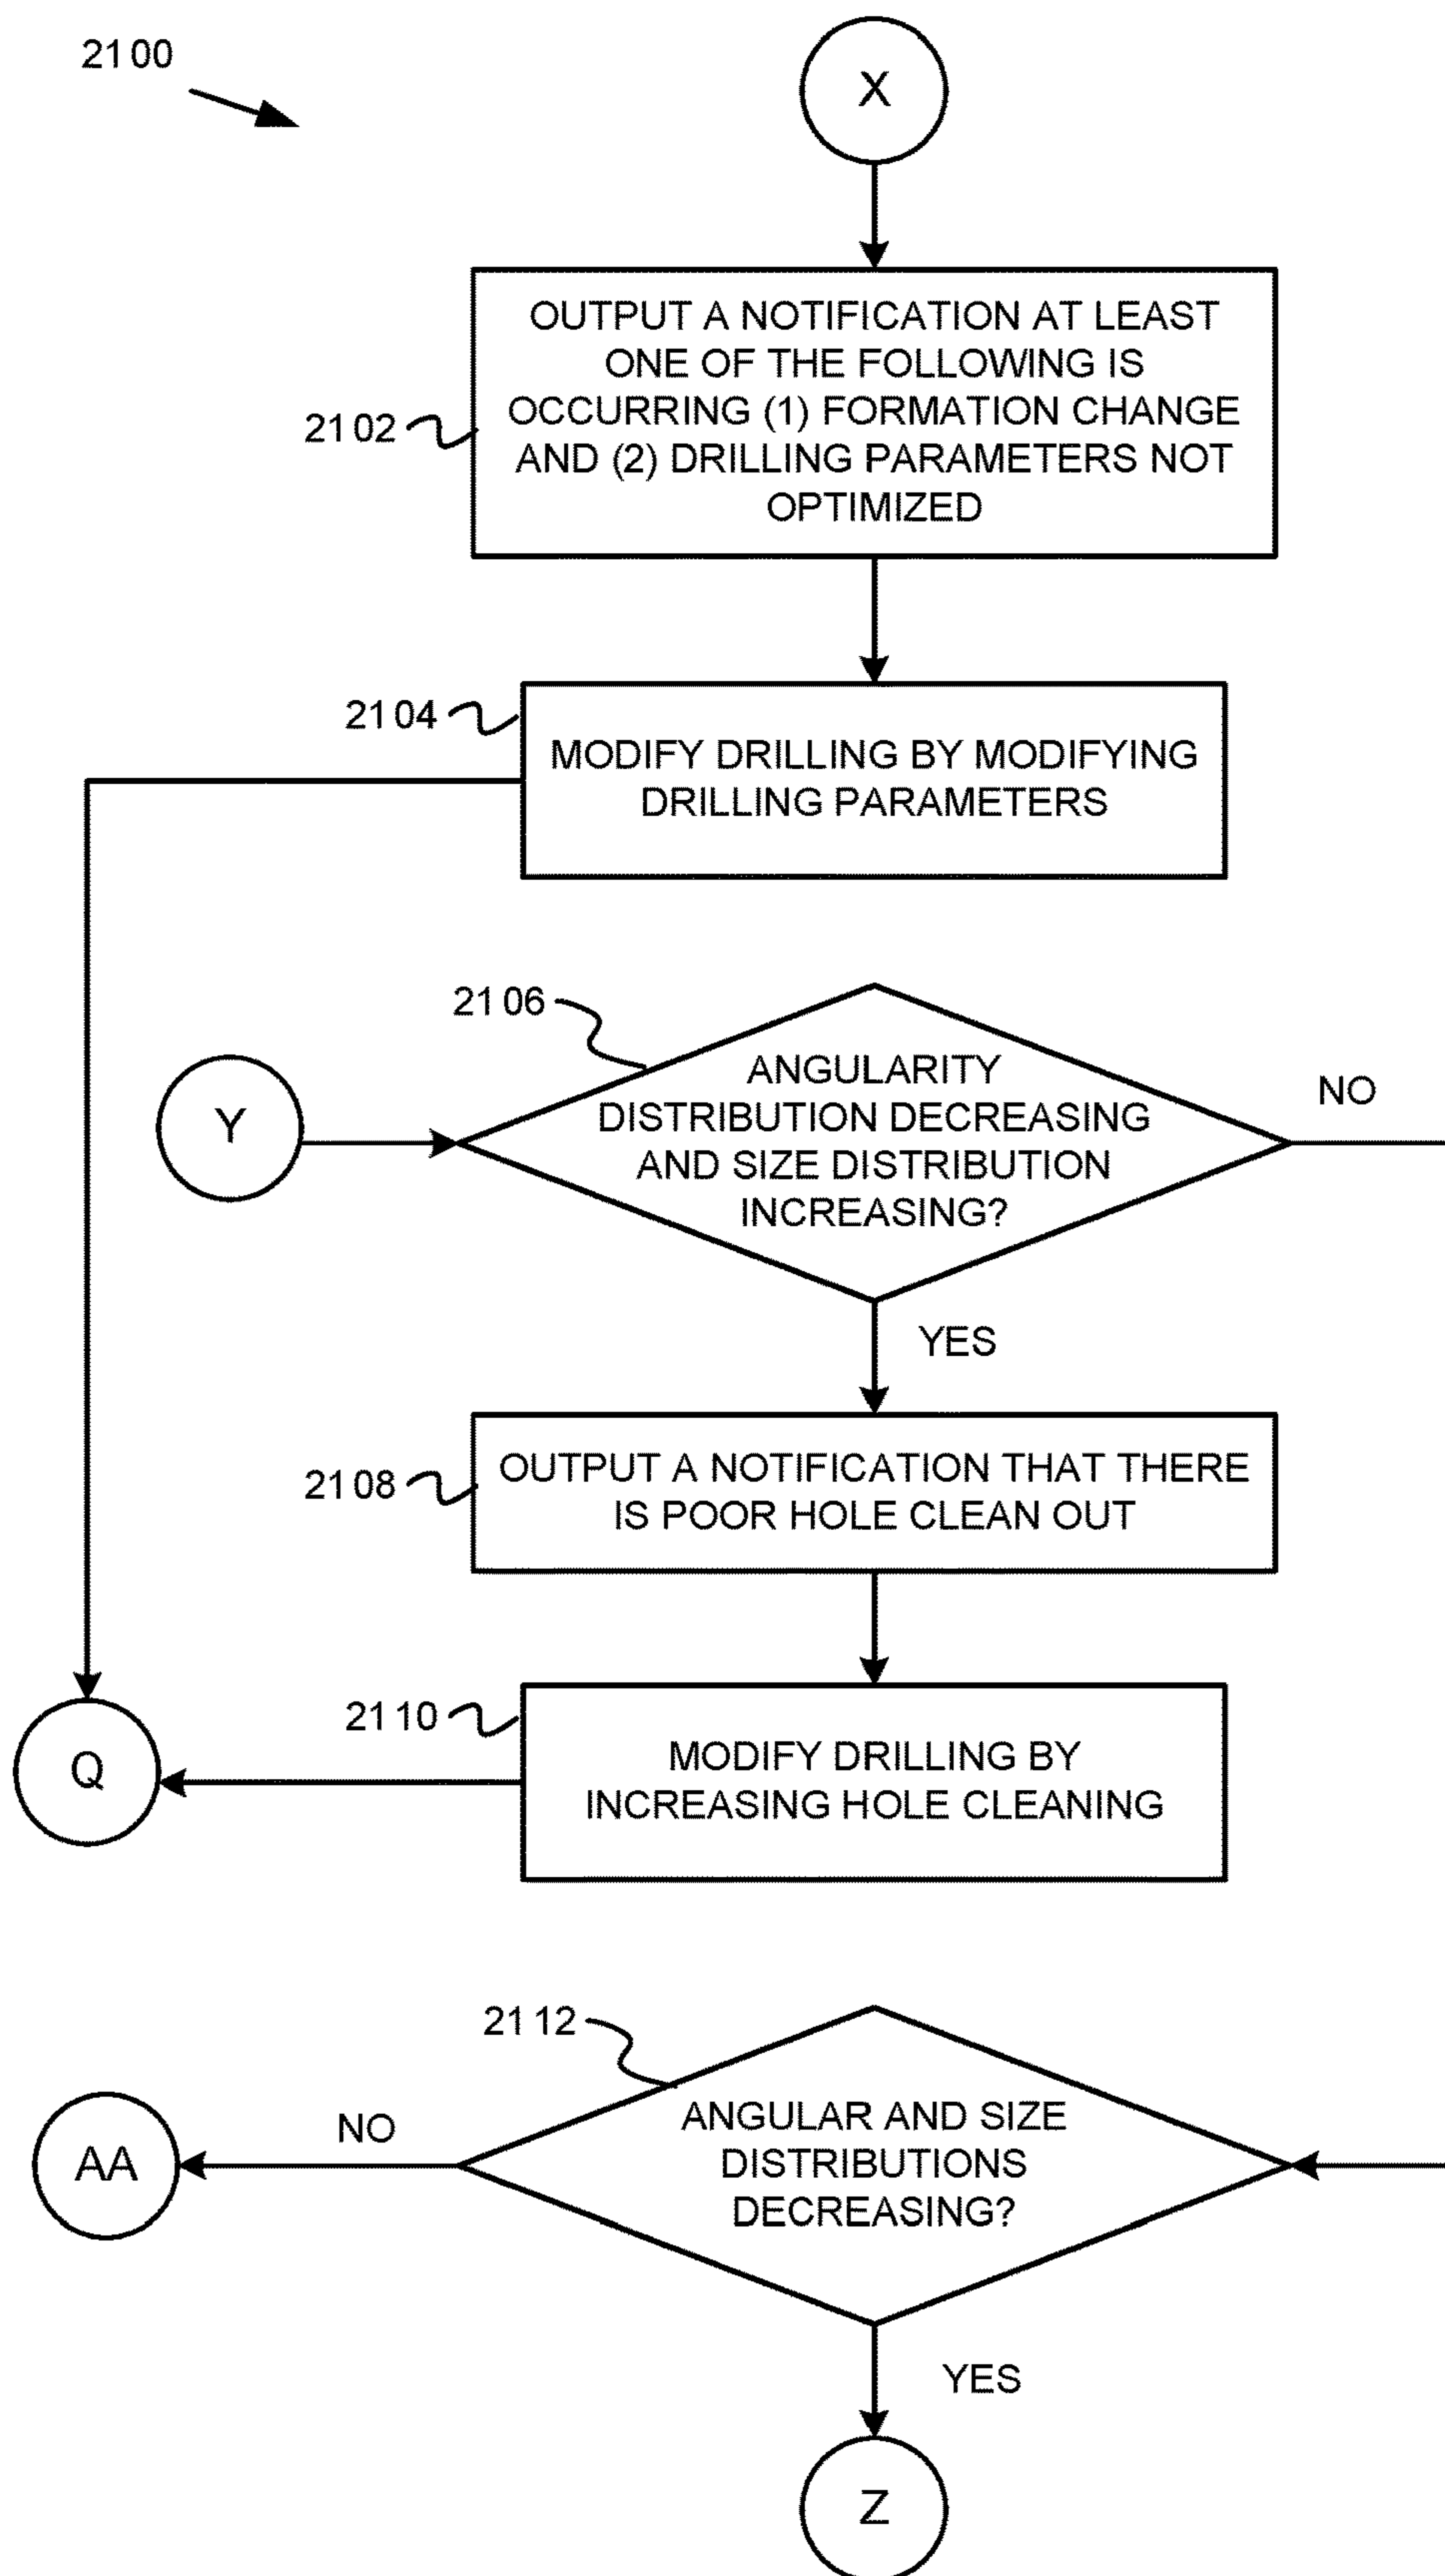 2100
X
OUTPUT A NOTIFICATION AT LEAST
ONE OF THE FOLLOWING IS
OCCURRING (1) FORMATION CHANGE
AND (2) DRILLING PARAMETERS NOT
OPTIMIZED
2102
2104
MODIFY DRILLING BY MODIFYING
DRILLING PARAMETERS
2106
Y
ANGULARITY
DISTRIBUTION DECREASING
AND SIZE DISTRIBUTION
INCREASING?
NO
YES
2108
OUTPUT A NOTIFICATION THAT THERE
IS POOR HOLE CLEAN OUT
2110
Q
MODIFY DRILLING BY
INCREASING HOLE CLEANING
2112
AA
NO
ANGULAR AND SIZE
DISTRIBUTIONS
DECREASING?
YES
Z